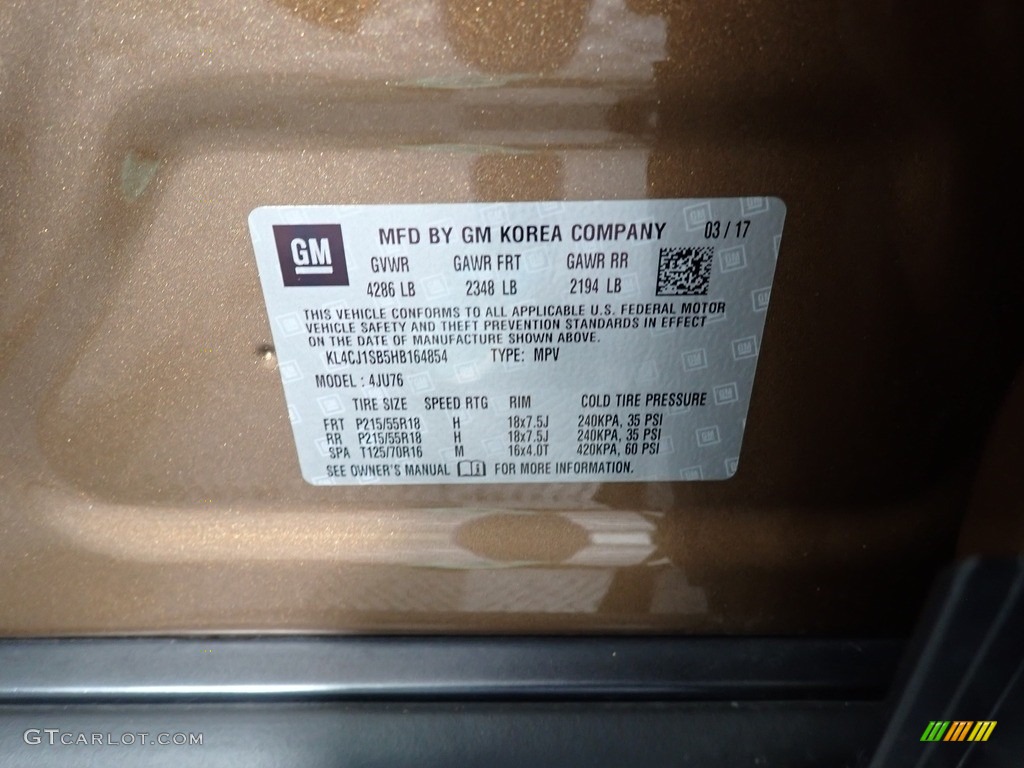 GM
MFD BY GM KOREA COMPANY 03 / 17
GVWR GAWR FRT GAWR RR
4286 LB 2348 LB 2194 LB
THIS VEHICLE CONFORMS TO ALL APPLICABLE U.S. FEDERAL MOTOR
VEHICLE SAFETY AND THEFT PREVENTION STANDARDS IN EFFECT
ON THE DATE OF MANUFACTURE SHOWN ABOVE.
KL4CJ1SB5HB164854 TYPE: MPV
MODEL : 4JU76
TIRE SIZE SPEED RTG RIM COLD TIRE PRESSURE
FRT P215/55R18 H 18x7.5J 240KPA, 35 PSI
RR P215/55R18 H 18x7.5J 240KPA, 35 PSI
SPA T125/70R16 M 16x4.0T 420KPA, 60 PSI
SEE OWNER'S MANUAL FOR MORE INFORMATION.
GTCARLOT.COM